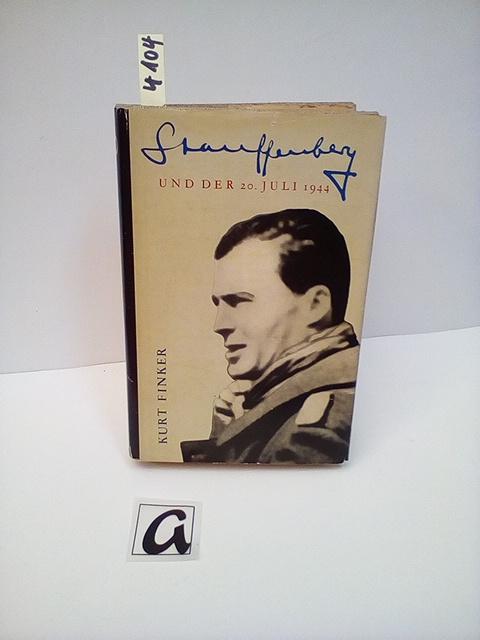 4104
Stauffenberg
UND DER 20. JULI 1944
KURT FINKER
a